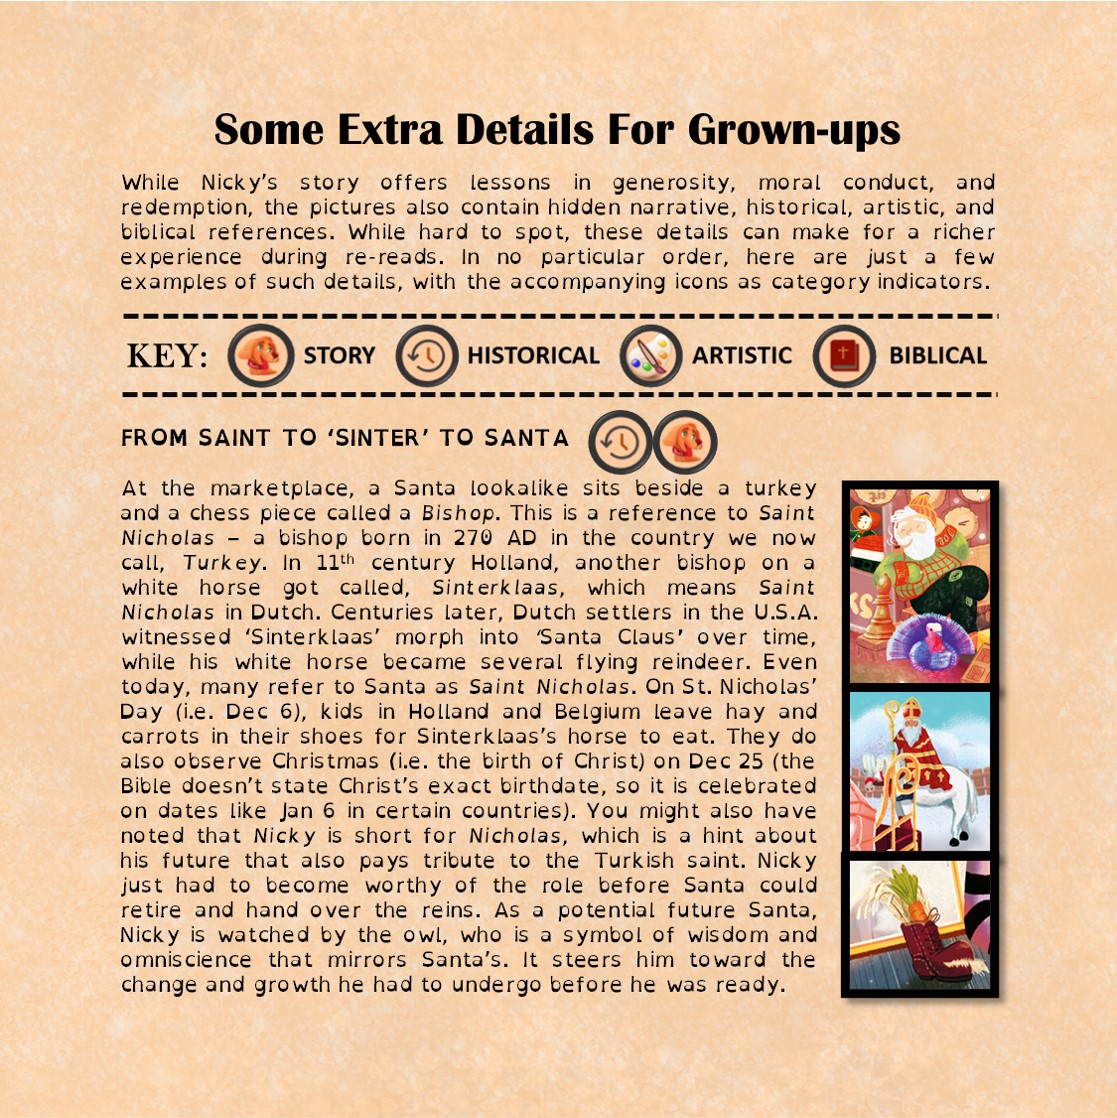 Some Extra Details For Grown-ups
While Nicky's story offers lessons in generosity, moral conduct, and
redemption, the pictures also contain hidden narrative, historical, artistic, and
biblical references. While hard to spot, these details can make for a richer
experience during re-reads. In no particular order, here are just a few
examples of such details, with the accompanying icons as category indicators.
KEY: STORY HISTORICAL ARTISTIC BIBLICAL
FROM SAINT TO ‘SINTER’ TO SANTA
At the marketplace, a Santa lookalike sits beside a turkey
and a chess piece called a Bishop. This is a reference to Saint
Nicholas – a bishop born in 270 AD in the country we now
call, Turkey. In 11th century Holland, another bishop on a
white horse got called, Sinterklaas, which means Saint
Nicholas in Dutch. Centuries later, Dutch settlers in the U.S.A.
witnessed ‘Sinterklaas’ morph into ‘Santa Claus’ over time,
while his white horse became several flying reindeer. Even
today, many refer to Santa as Saint Nicholas. On St. Nicholas’
Day (i.e. Dec 6), kids in Holland and Belgium leave hay and
carrots in their shoes for Sinterklaas’s horse to eat. They do
also observe Christmas (i.e. the birth of Christ) on Dec 25 (the
Bible doesn’t state Christ’s exact birthdate, so it is celebrated
on dates like Jan 6 in certain countries). You might also have
noted that Nicky is short for Nicholas, which is a hint about
his future that also pays tribute to the Turkish saint. Nicky
just had to become worthy of the role before Santa could
retire and hand over the reins. As a potential future Santa,
Nicky is watched by the owl, who is a symbol of wisdom and
omniscience that mirrors Santa’s. It steers him toward the
change and growth he had to undergo before he was ready.